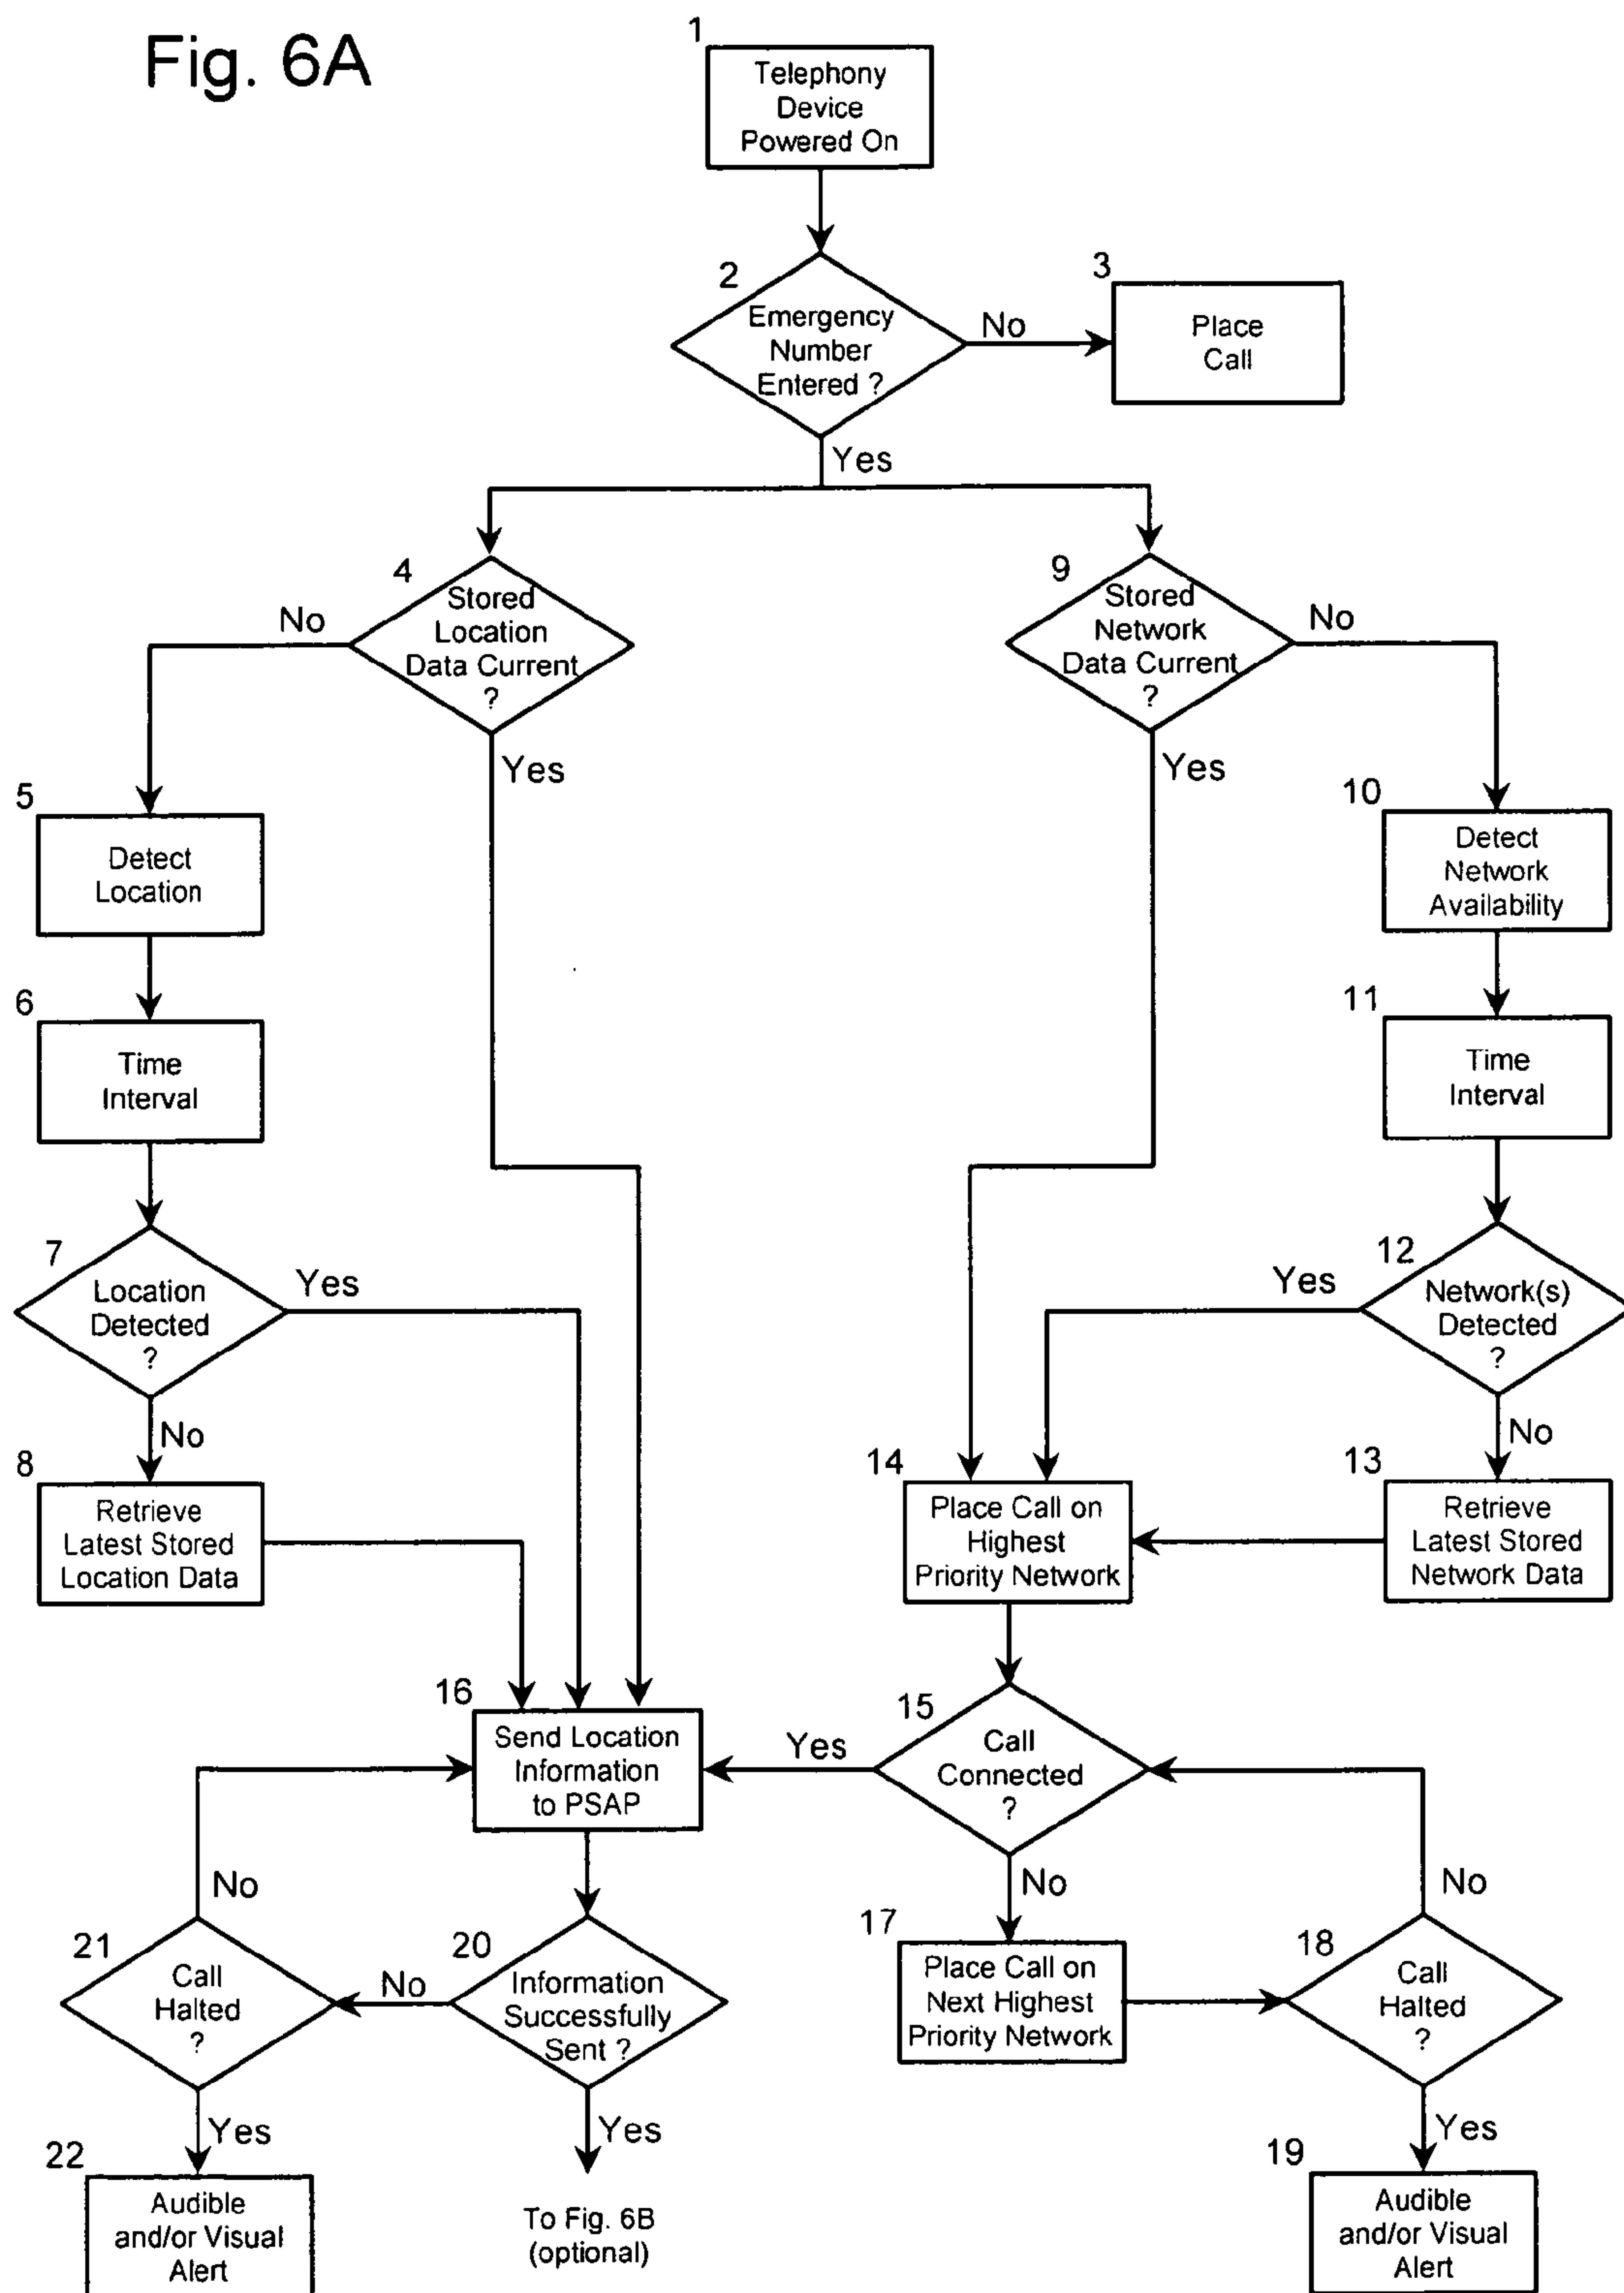 Fig. 6A
1
Telephony
Device
Powered On
2
Emergency
Number
Entered ?
No
3
Place
Call
Yes
4
Stored
Location
Data Current
?
No
Yes
9
Stored
Network
Data Current
?
No
Yes
5
Detect
Location
10
Detect
Network
Availability
6
Time
Interval
11
Time
Interval
7
Location
Detected
?
Yes
No
12
Network(s)
Detected
?
Yes
No
8
Retrieve
Latest Stored
Location Data
14
Place Call on
Highest
Priority Network
13
Retrieve
Latest Stored
Network Data
16
Send Location
Information
to PSAP
Yes
15
Call
Connected
?
No
No
No
21
Call
Halted
?
No
20
Information
Successfully
Sent ?
17
Place Call on
Next Highest
Priority Network
18
Call
Halted
?
Yes
Yes
Yes
22
Audible
and/or Visual
Alert
To Fig. 6B
(optional)
19
Audible
and/or Visual
Alert